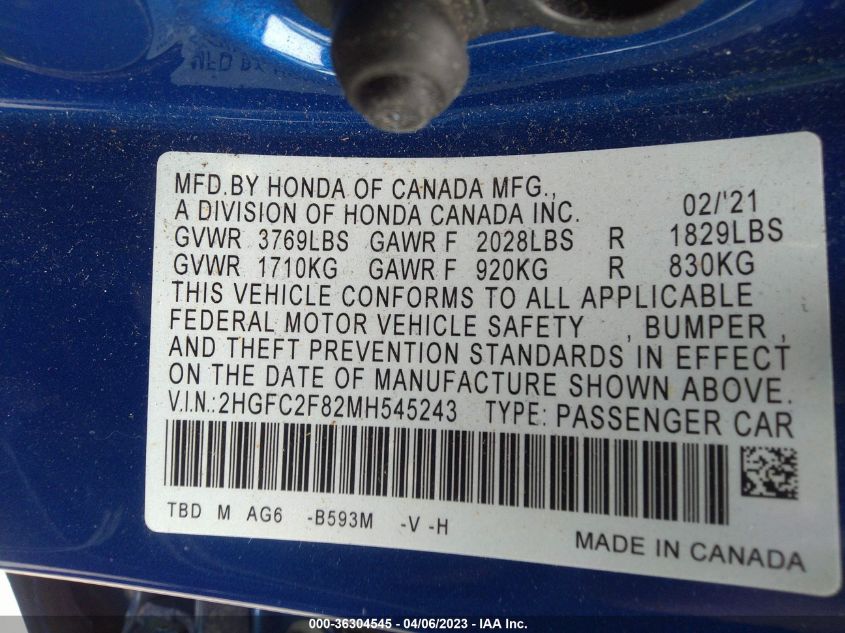 MFD.BY HONDA OF CANADA MFG.,
A DIVISION OF HONDA CANADA INC. 02/'21
GVWR 3769LBS GAWR F 2028LBS R 1829LBS
GVWR 1710KG GAWR F 920KG R 830KG
THIS VEHICLE CONFORMS TO ALL APPLICABLE
FEDERAL MOTOR VEHICLE SAFETY , BUMPER ,
AND THEFT PREVENTION STANDARDS IN EFFECT
ON THE DATE OF MANUFACTURE SHOWN ABOVE.
V.I.N.:2HGFC2F82MH545243 TYPE: PASSENGER CAR
TBD M AG6 -B593M -V -H
MADE IN CANADA
000-36304545 - 04/06/2023 - IAA Inc.